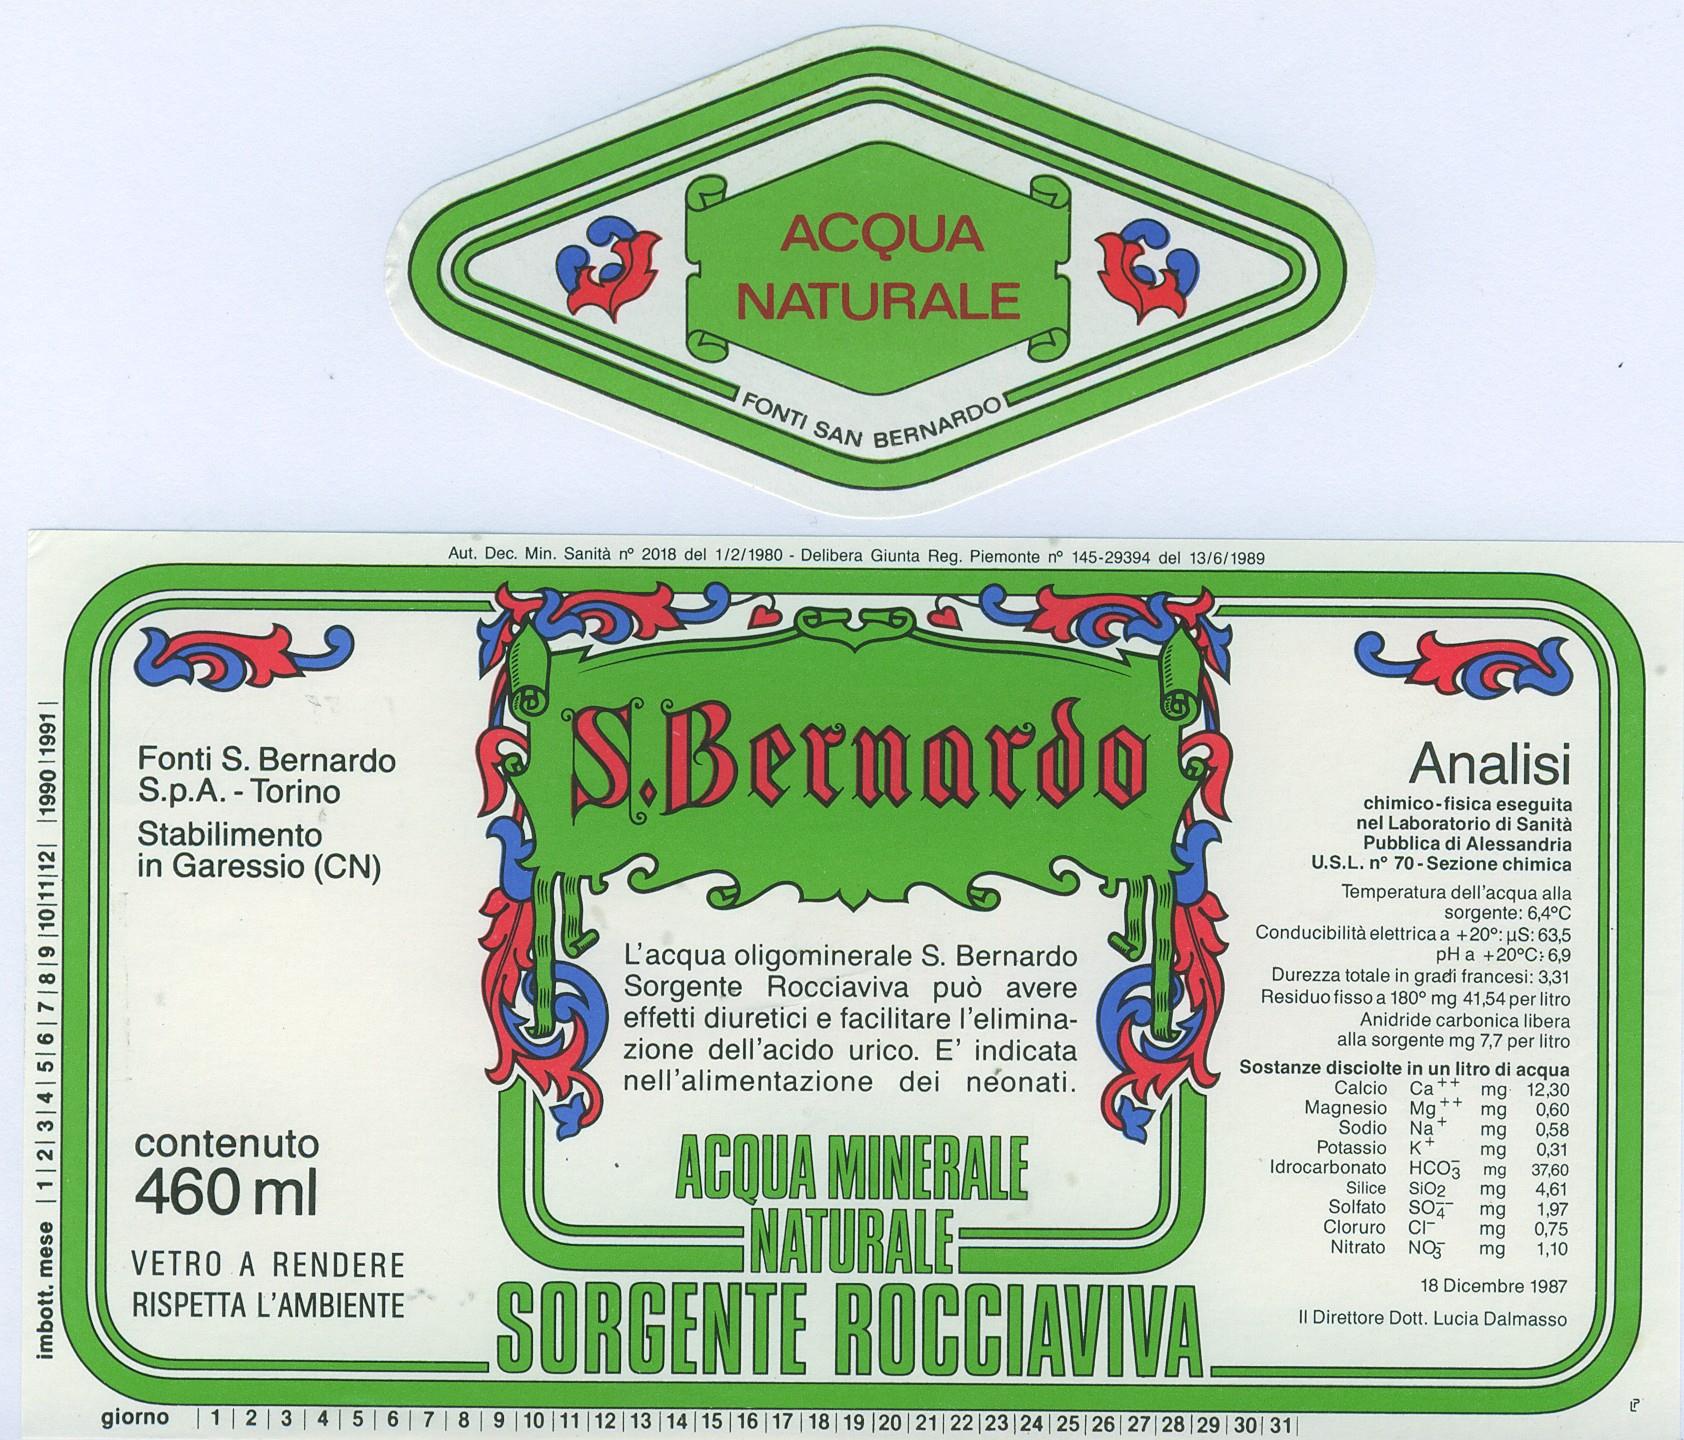 ACQUA
NATURALE
FONTI SAN BERNARDO
Aut. Dec. Min. Sanità nº 2018 del 1/2/1980 - Delibera Giunta Reg. Piemonte nº 145-29394 del 13/6/1989
S.Bernardo
Fonti S. Bernardo
S.p.A. - Torino
Stabilimento
in Garessio (CN)
contenuto
460 ml
VETRO A RENDERE
RISPETTA L'AMBIENTE
L'acqua oligominerale S. Bernardo
Sorgente Rocciaviva può avere
effetti diuretici e facilitare l'elimina-
zione dell'acido urico. E' indicata
nell'alimentazione dei neonati.
ACQUA MINERALE
NATURALE
SORGENTE ROCCIAVIVA
Analisi
chimico-fisica eseguita
nel Laboratorio di Sanità
Pubblica di Alessandria
U.S.L. nº 70 - Sezione chimica
Temperatura dell'acqua alla
sorgente: 6,4ºC
Conducibilità elettrica a +20º: µS: 63,5
pH a +20ºC: 6,9
Durezza totale in gradi francesi: 3,31
Residuo fisso a 180º mg 41,54 per litro
Anidride carbonica libera
alla sorgente mg 7,7 per litro
Sostanze disciolte in un litro di acqua
Calcio Ca++ mg 12,30
Magnesio Mg++ mg 0,60
Sodio Na+ mg 0,58
Potassio K+ mg 0,31
Idrocarbonato HCO3- mg 37,60
Silice SiO2 mg 4,61
Solfato SO4-- mg 1,97
Cloruro Cl- mg 0,75
Nitrato NO3- mg 1,10
18 Dicembre 1987
Il Direttore Dott. Lucia Dalmasso
imbott. mese |1|2|3|4|5|6|7|8|9|10|11|12| |1990|1991|
giorno |1|2|3|4|5|6|7|8|9|10|11|12|13|14|15|16|17|18|19|20|21|22|23|24|25|26|27|28|29|30|31|